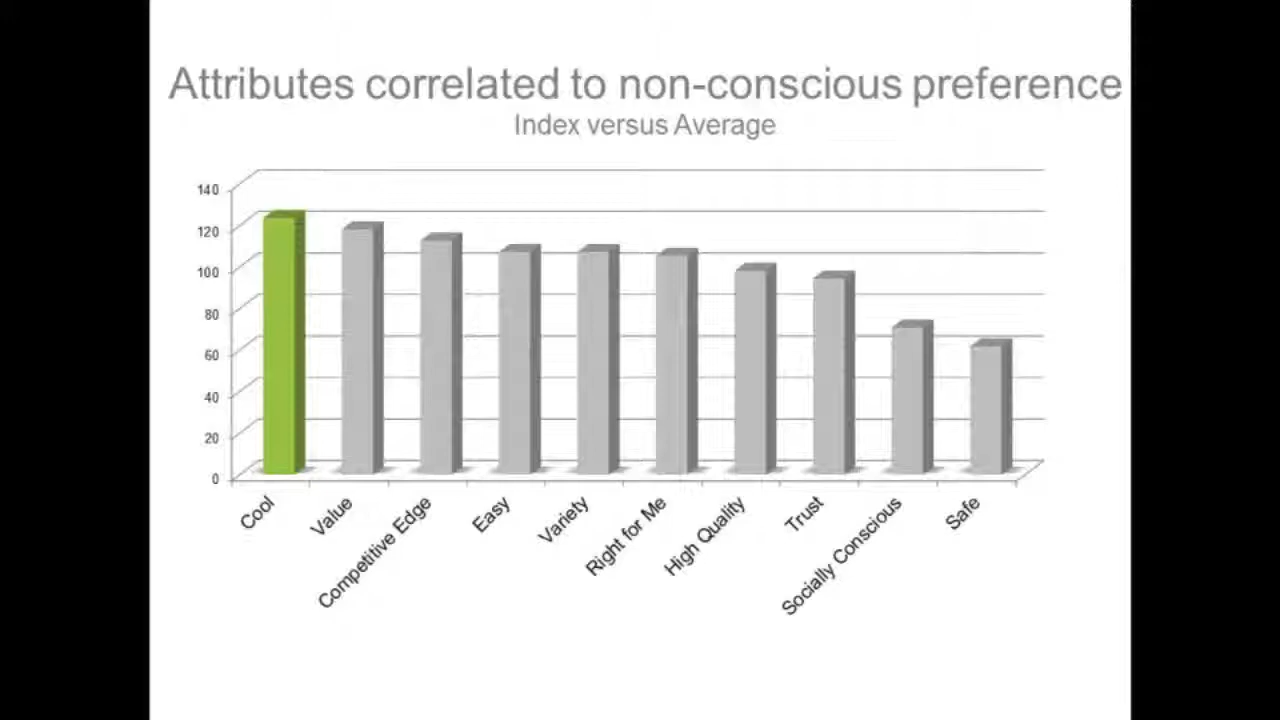 Attributes correlated to non-conscious preference
Index versus Average
140
120
100
80
60
40
20
0
Cool
Value
Competitive Edge
Easy
Variety
Right for Me
High Quality
Trust
Socially Conscious
Safe